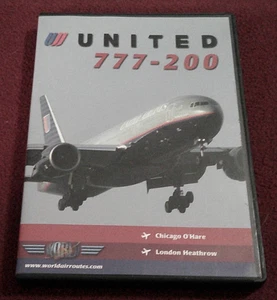 UNITED
777-200
Chicago O'Hare
London Heathrow
www.worldairroutes.com